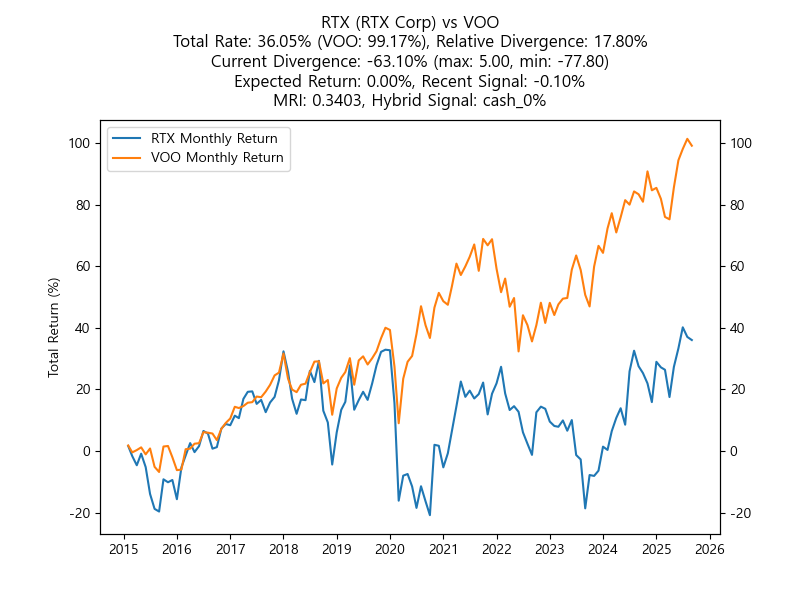 RTX (RTX Corp) vs VOO
Total Rate: 36.05% (VOO: 99.17%), Relative Divergence: 17.80%
Current Divergence: -63.10% (max: 5.00, min: -77.80)
Expected Return: 0.00%, Recent Signal: -0.10%
MRI: 0.3403, Hybrid Signal: cash_0%
RTX Monthly Return
VOO Monthly Return
Total Return (%)
100
80
60
40
20
0
-20
100
80
60
40
20
0
-20
2015 2016 2017 2018 2019 2020 2021 2022 2023 2024 2025 2026